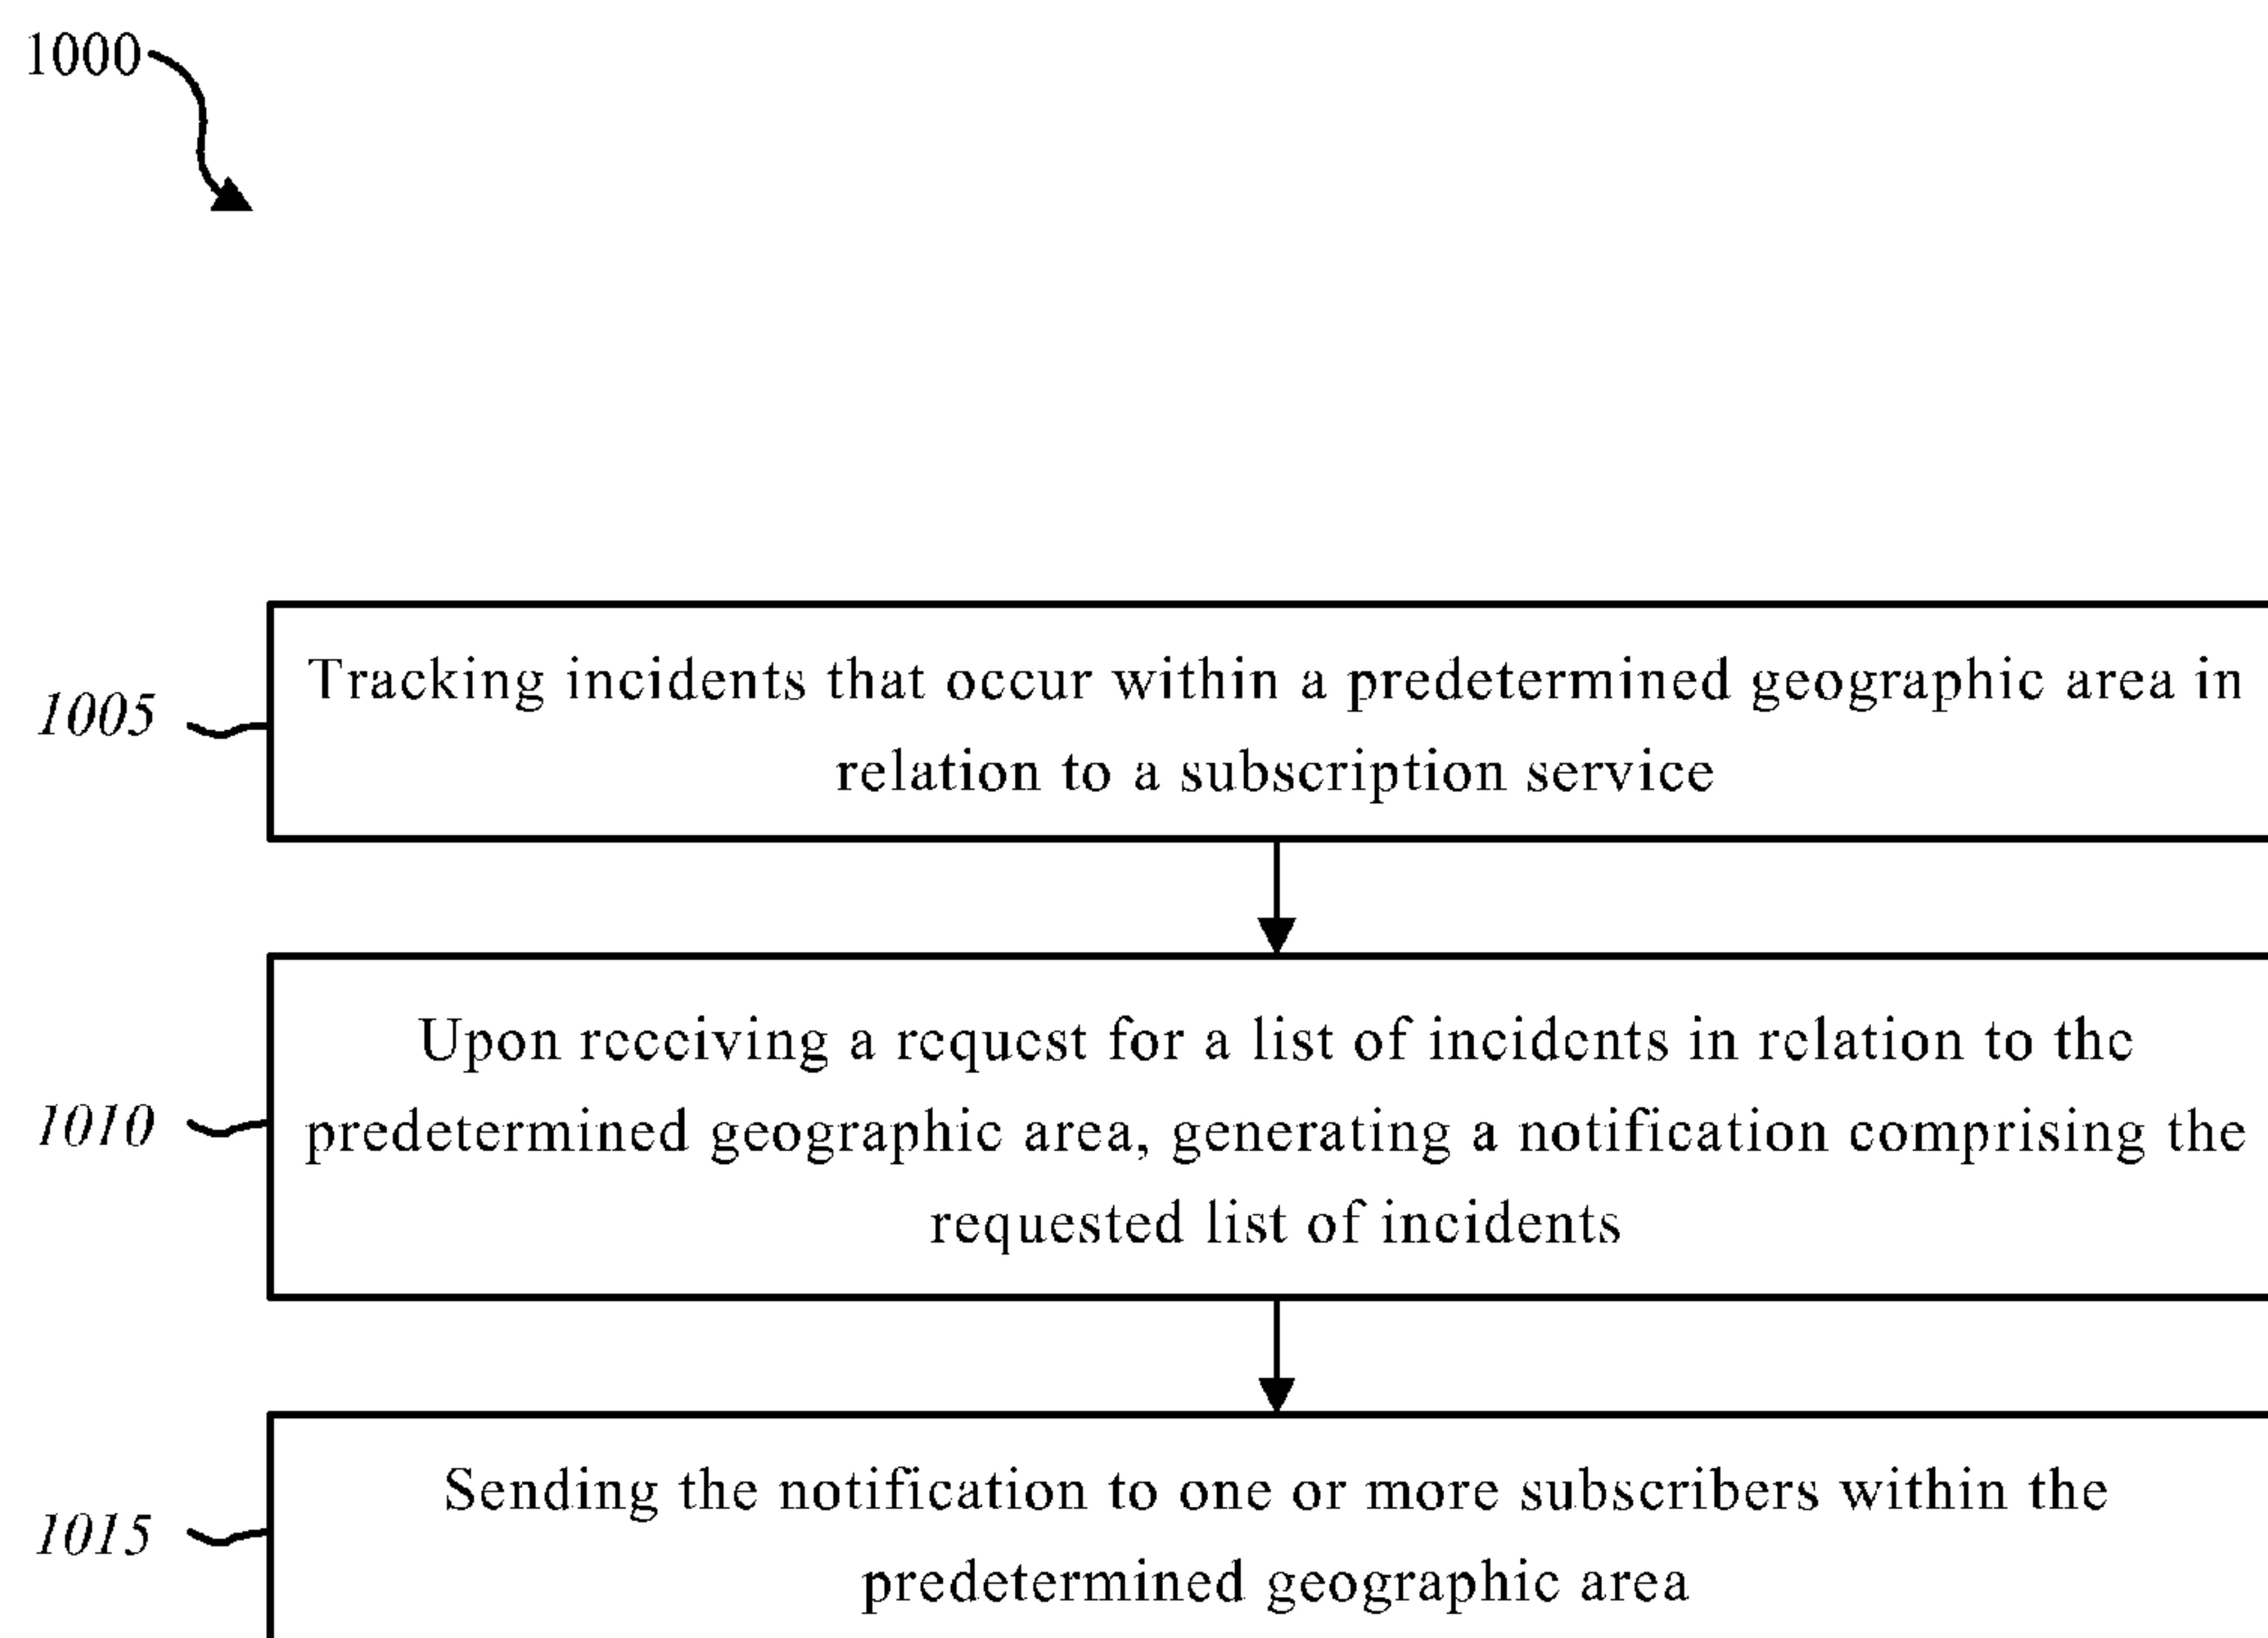 1000
Tracking incidents that occur within a predetermined geographic area in
relation to a subscription service
1005
Upon receiving a request for a list of incidents in relation to the
predetermined geographic area, generating a notification comprising the
requested list of incidents
1010
Sending the notification to one or more subscribers within the
predetermined geographic area
1015